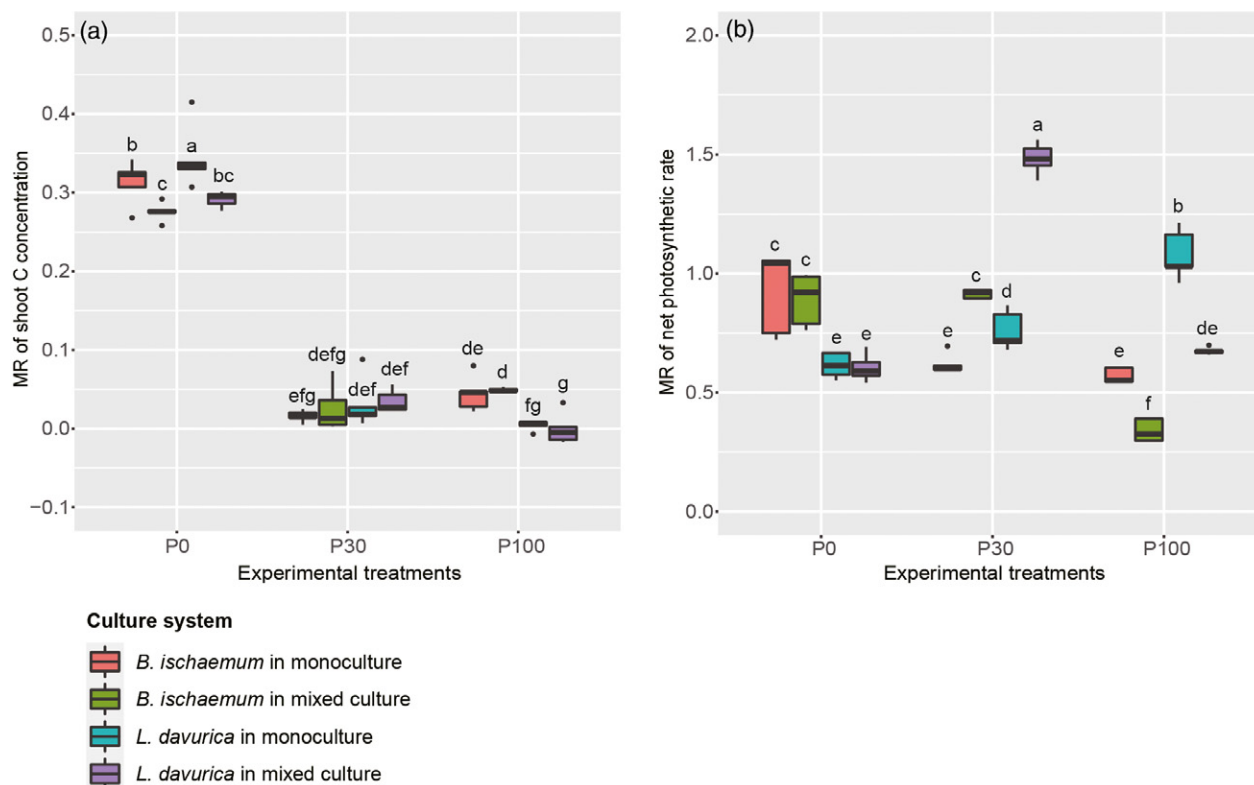 (a)
MR of shoot C concentration
0.5
0.4
0.3
0.2
0.1
0.0
−0.1
b
c
a
bc
efg
defg
def
def
de
d
fg
g
P0
P30
P100
Experimental treatments
(b)
MR of net photosynthetic rate
2.0
1.5
1.0
0.5
0.0
c
c
e
e
e
c
d
a
e
f
b
de
P0
P30
P100
Experimental treatments
Culture system
B. ischaemum in monoculture
B. ischaemum in mixed culture
L. davurica in monoculture
L. davurica in mixed culture